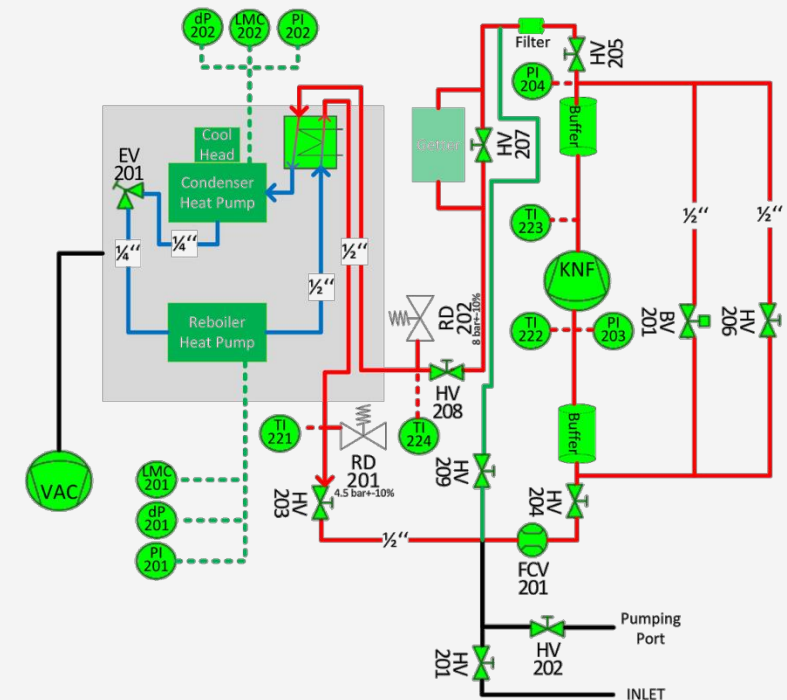 dP
202
LMC
202
PI
202
Filter
HV
205
PI
204
Buffer
Cool
Head
EV
201
Condenser
Heat Pump
Getter
HV
207
TI
223
½“
½“
¼“
¼“
½“
½“
KNF
Reboiler
Heat Pump
RD
202
8 bar+-10%
TI
222
PI
203
BV
201
HV
206
HV
208
Buffer
TI
221
TI
224
RD
201
4.5 bar+-10%
VAC
LMC
201
dP
201
PI
201
HV
203
HV
209
HV
204
½“
FCV
201
Pumping
Port
HV
202
HV
201
INLET